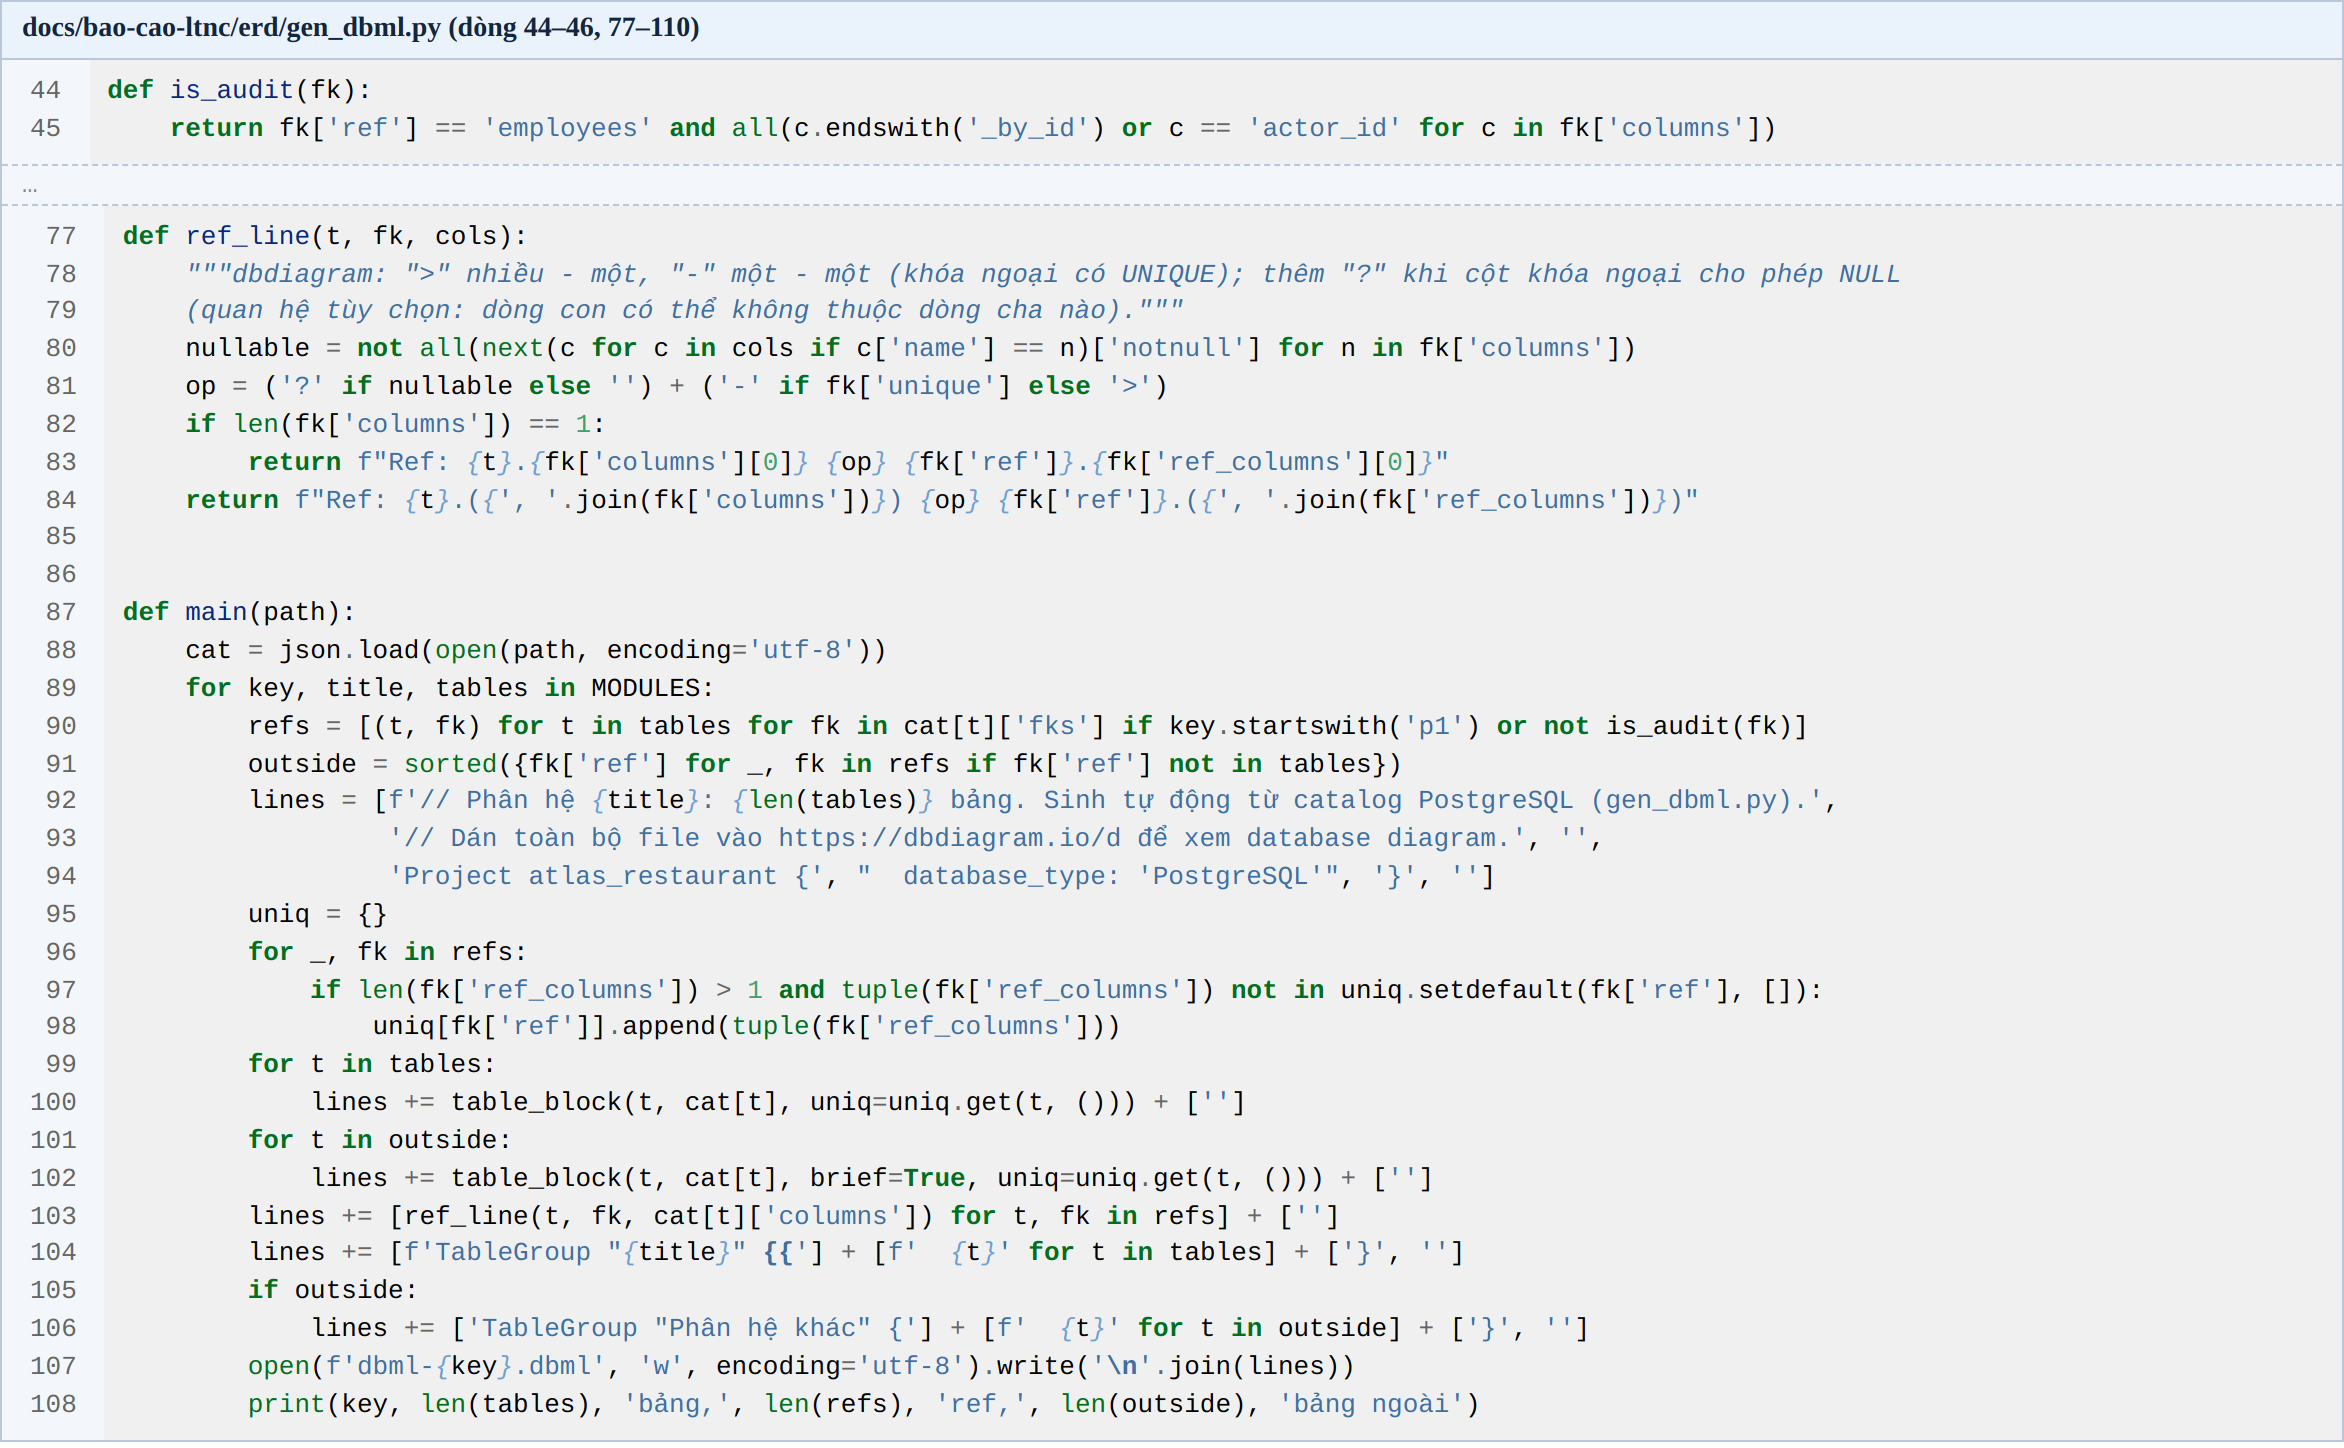 docs/bao-cao-ltnc/erd/gen_dbml.py (dòng 44–46, 77–110)
44 def is_audit(fk):
45     return fk['ref'] == 'employees' and all(c.endswith('_by_id') or c == 'actor_id' for c in fk['columns'])
…
77 def ref_line(t, fk, cols):
78     """dbdiagram: ">" nhiều - một, "-" một - một (khóa ngoại có UNIQUE); thêm "?" khi cột khóa ngoại cho phép NULL
79     (quan hệ tùy chọn: dòng con có thể không thuộc dòng cha nào)."""
80     nullable = not all(next(c for c in cols if c['name'] == n)['notnull'] for n in fk['columns'])
81     op = ('?' if nullable else '') + ('-' if fk['unique'] else '>')
82     if len(fk['columns']) == 1:
83         return f"Ref: {t}.{fk['columns'][0]} {op} {fk['ref']}.{fk['ref_columns'][0]}"
84     return f"Ref: {t}.({', '.join(fk['columns'])}) {op} {fk['ref']}.({', '.join(fk['ref_columns'])})"
85
86
87 def main(path):
88     cat = json.load(open(path, encoding='utf-8'))
89     for key, title, tables in MODULES:
90         refs = [(t, fk) for t in tables for fk in cat[t]['fks'] if key.startswith('p1') or not is_audit(fk)]
91         outside = sorted({fk['ref'] for _, fk in refs if fk['ref'] not in tables})
92         lines = [f'// Phân hệ {title}: {len(tables)} bảng. Sinh tự động từ catalog PostgreSQL (gen_dbml.py).',
93                  '// Dán toàn bộ file vào https://dbdiagram.io/d để xem database diagram.', '',
94                  'Project atlas_restaurant {', "  database_type: 'PostgreSQL'", '}', '']
95         uniq = {}
96         for _, fk in refs:
97             if len(fk['ref_columns']) > 1 and tuple(fk['ref_columns']) not in uniq.setdefault(fk['ref'], []):
98                 uniq[fk['ref']].append(tuple(fk['ref_columns']))
99         for t in tables:
100             lines += table_block(t, cat[t], uniq=uniq.get(t, ())) + ['']
101         for t in outside:
102             lines += table_block(t, cat[t], brief=True, uniq=uniq.get(t, ())) + ['']
103         lines += [ref_line(t, fk, cat[t]['columns']) for t, fk in refs] + ['']
104         lines += [f'TableGroup "{title}" {{'] + [f'  {t}' for t in tables] + ['}', '']
105         if outside:
106             lines += ['TableGroup "Phân hệ khác" {'] + [f'  {t}' for t in outside] + ['}', '']
107         open(f'dbml-{key}.dbml', 'w', encoding='utf-8').write('\n'.join(lines))
108         print(key, len(tables), 'bảng,', len(refs), 'ref,', len(outside), 'bảng ngoài')